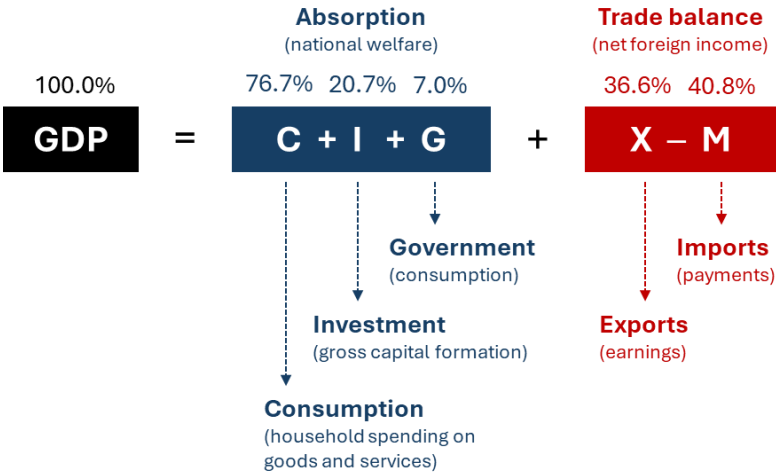 Absorption
(national welfare)
Trade balance
(net foreign income)
100.0%
76.7% 20.7% 7.0%
36.6% 40.8%
GDP = C + I + G + X – M
Government
(consumption)
Imports
(payments)
Investment
(gross capital formation)
Exports
(earnings)
Consumption
(household spending on
goods and services)